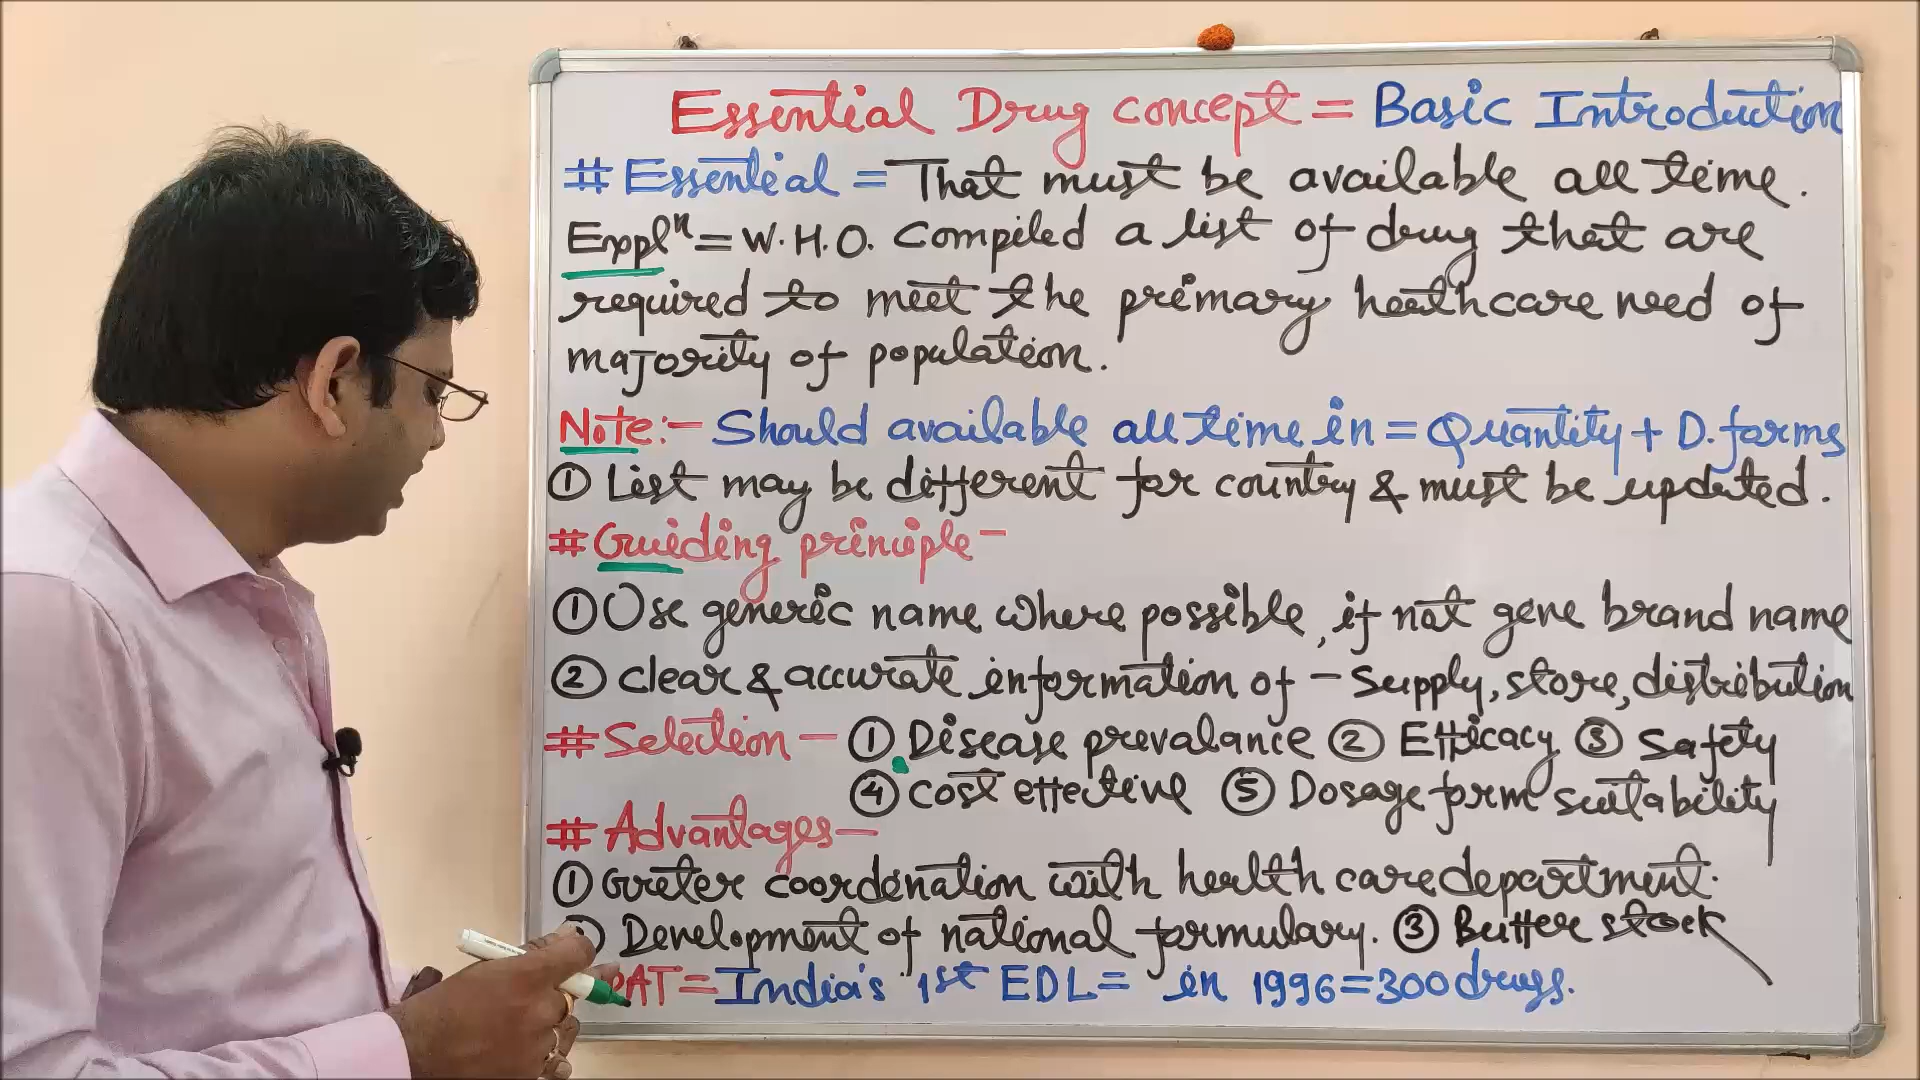 Essential Drug concept = Basic Introduction
# Essential = That must be available all time.
Exppl^n = W.H.O. Compiled a list of drug that are
required to meet the primary healthcare need of
majority of population.
Note:- Should available all time in = Quantity + D. forms
① List may be different for country & must be updated.
# Guiding principle-
① Use generic name where possible, if not gene brand name
② clear & accurate information of - Supply, store, distribution
# Selection - ① Disease prevalance ② Efficacy ③ Safety
④ Cost effective ⑤ Dosage form suitability
# Advantages-
① Greter coordination with health care department.
Development of national formulary. ③ Buffer stock
PAT = India's 1st EDL = in 1996 = 300 drugs.